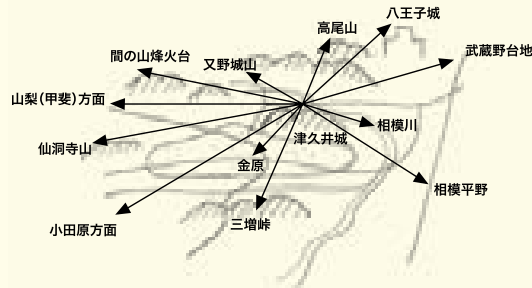 八王子城
高尾山
武蔵野台地
間の山烽火台
又野城山
山梨(甲斐)方面
相模川
津久井城
仙洞寺山
金原
相模平野
三増峠
小田原方面